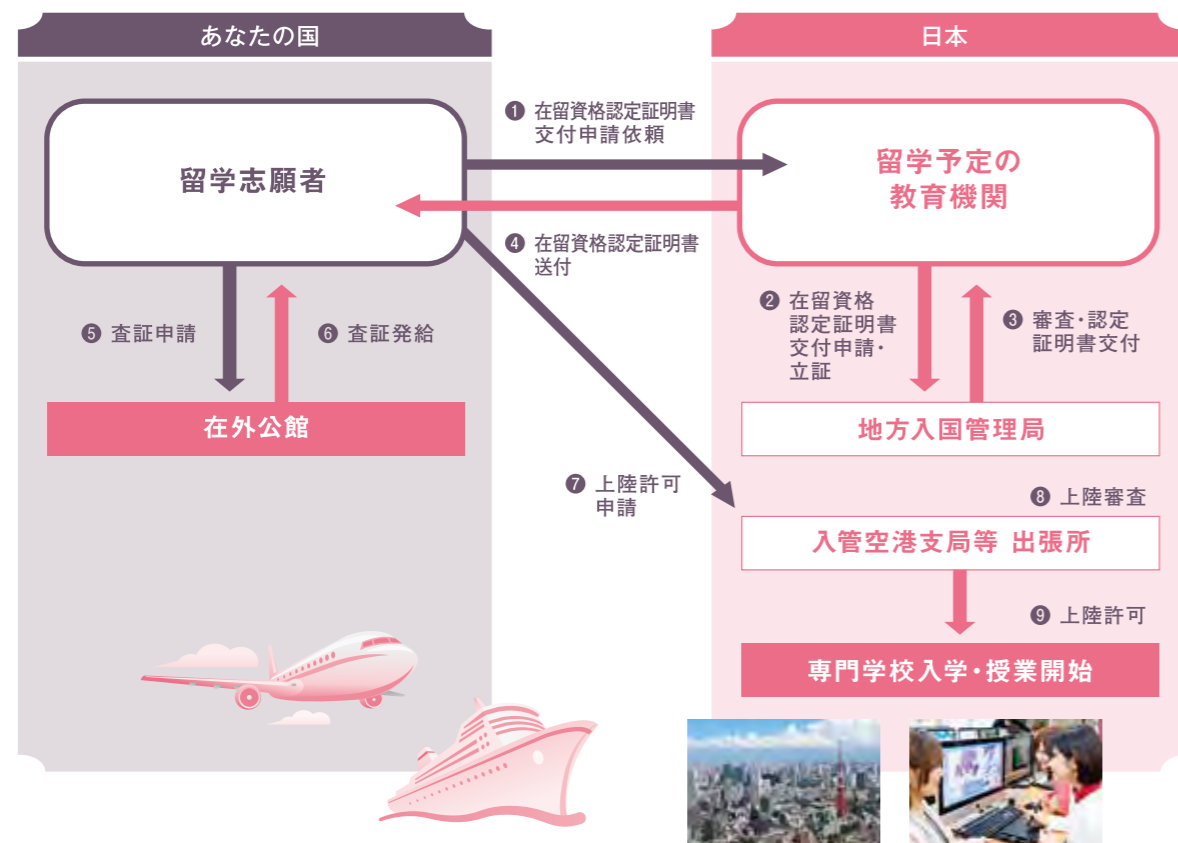 あなたの国
日本
❶ 在留資格認定証明書
交付申請依頼
留学志願者
留学予定の
教育機関
❹ 在留資格認定証明書
送付
❷ 在留資格
認定証明書
交付申請・
立証
❸ 審査・認定
証明書交付
❺ 査証申請
❻ 査証発給
在外公館
地方入国管理局
❼ 上陸許可
申請
❽ 上陸審査
入管空港支局等 出張所
❾ 上陸許可
専門学校入学・授業開始